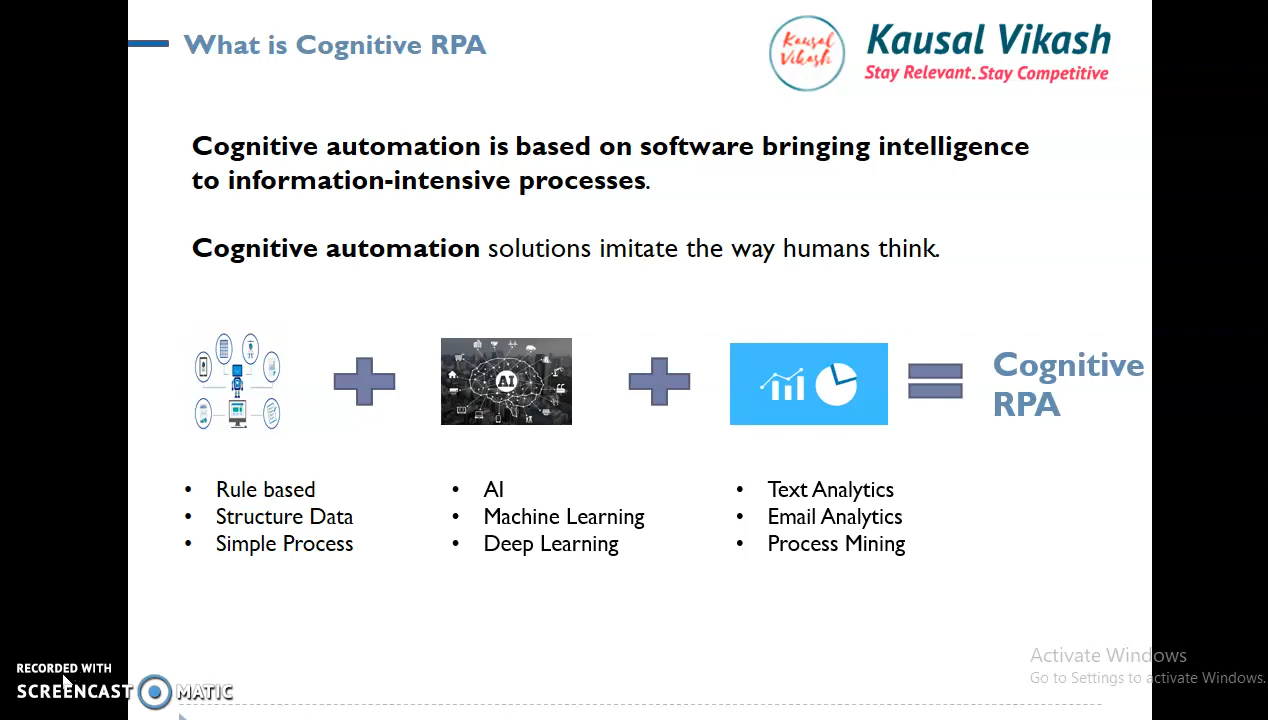 What is Cognitive RPA
Kausal
Vikash
Kausal Vikash
Stay Relevant. Stay Competitive
Cognitive automation is based on software bringing intelligence
to information-intensive processes.
Cognitive automation solutions imitate the way humans think.
AI
Cognitive
RPA
• Rule based
• Structure Data
• Simple Process
• AI
• Machine Learning
• Deep Learning
• Text Analytics
• Email Analytics
• Process Mining
Activate Windows
Go to Settings to activate Windows.
RECORDED WITH
SCREENCAST MATIC